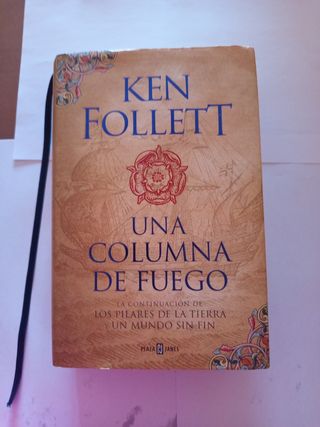 KEN
FOLLETT
UNA
COLUMNA
DE FUEGO
LA CONTINUACIÓN DE
LOS PILARES DE LA TIERRA
Y UN MUNDO SIN FIN
PLAZA JANÉS